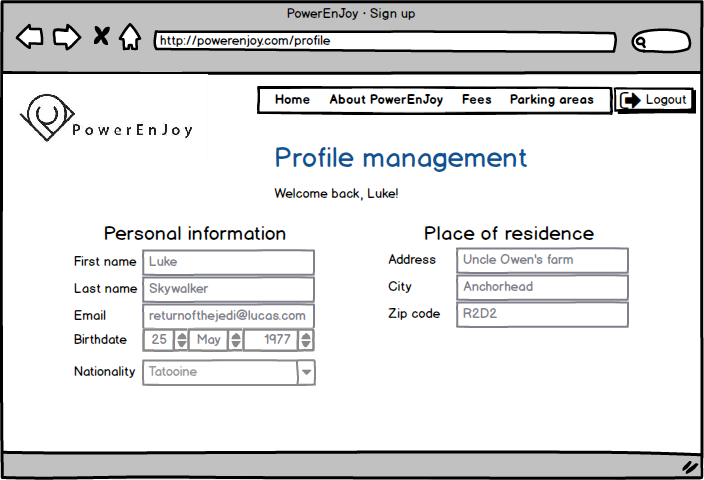 PowerEnJoy · Sign up
http://powerenjoy.com/profile
PowerEnJoy
Home About PowerEnJoy Fees Parking areas Logout
Profile management
Welcome back, Luke!
Personal information
First name Luke
Last name Skywalker
Email returnofthejedi@lucas.com
Birthdate 25 May 1977
Nationality Tatooine
Place of residence
Address Uncle Owen's farm
City Anchorhead
Zip code R2D2